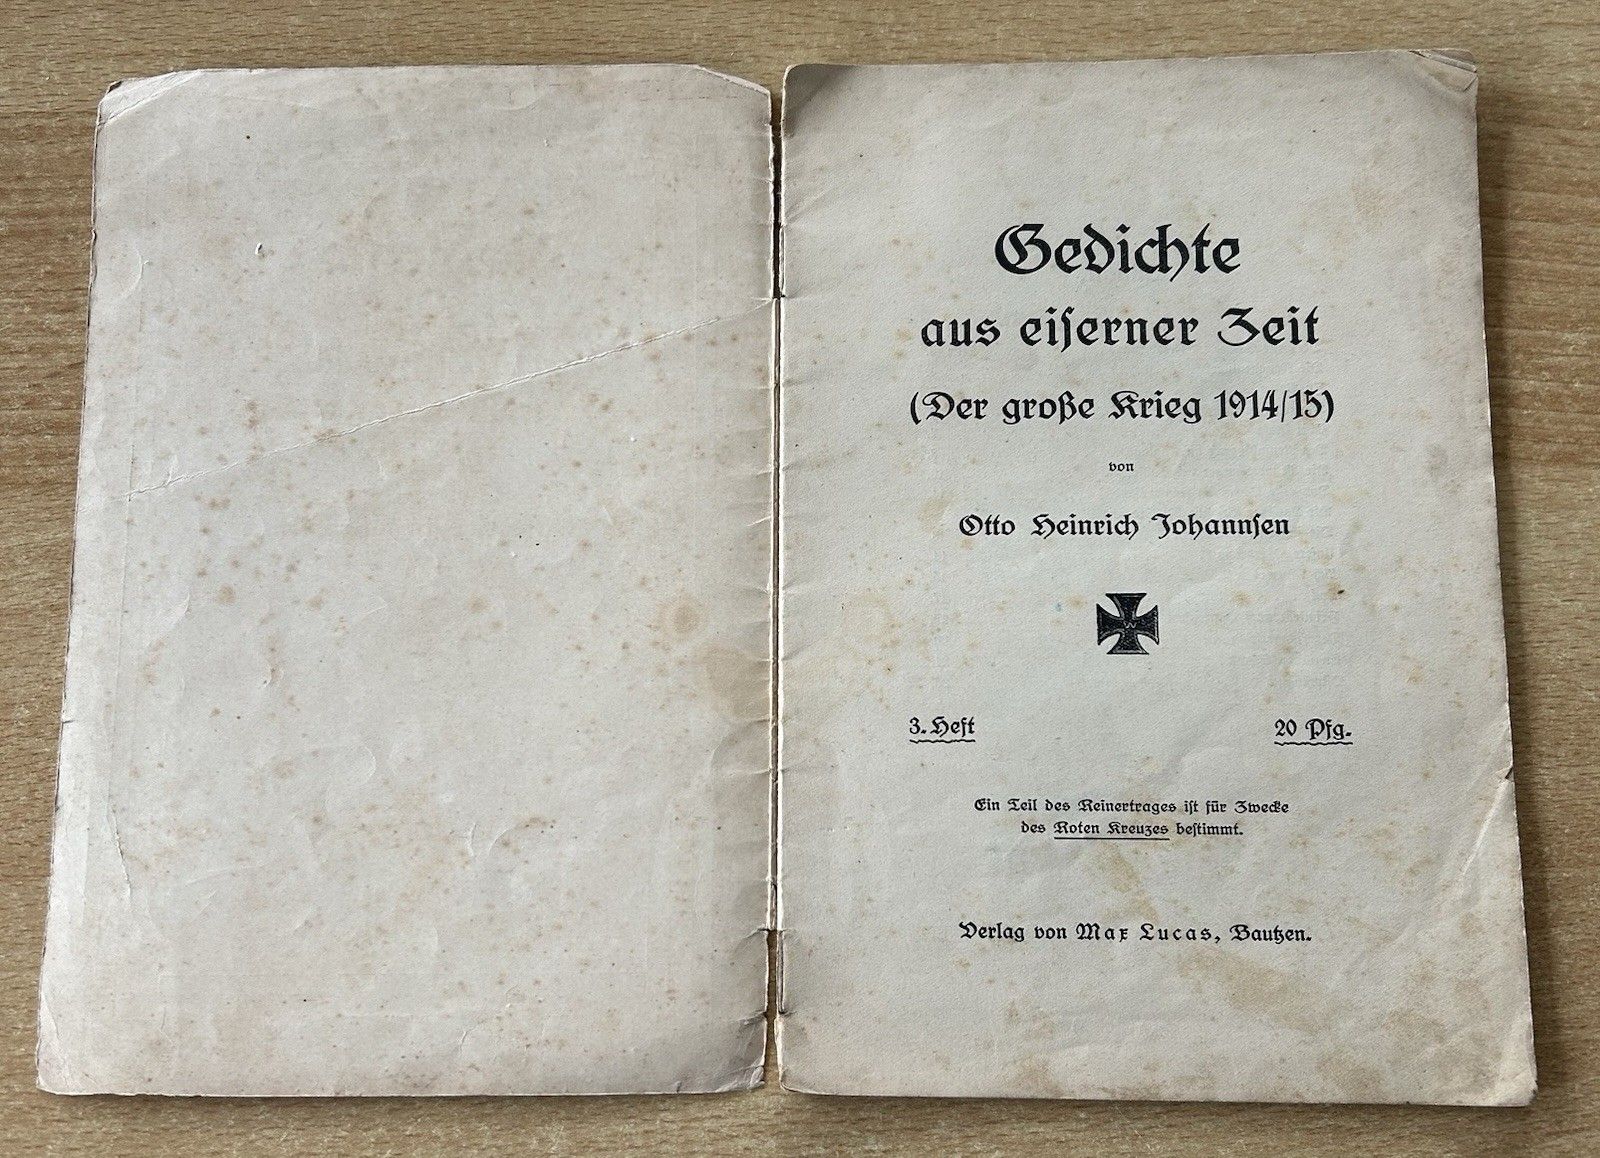 Gedichte
aus eiserner Zeit
(Der große Krieg 1914/15)
von
Otto Heinrich Johannsen
W
3. Heft
20 Pfg.
Ein Teil des Reinertrages ist für Zwecke
des Roten Kreuzes bestimmt.
Verlag von Max Lucas, Bautzen.